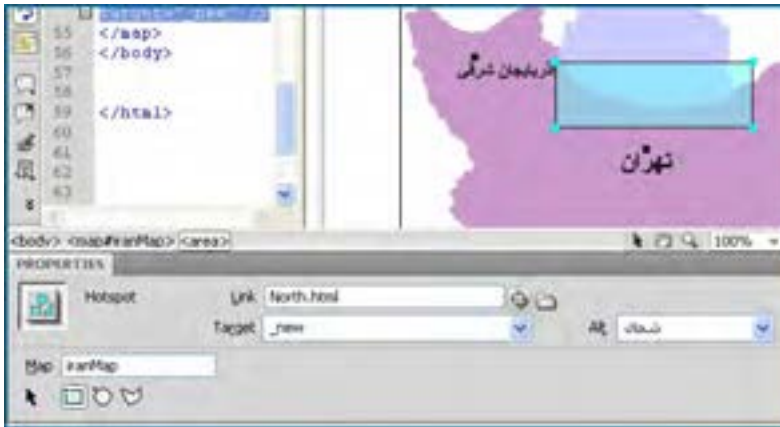 55 </map>
56 </body>
57
58
59 </html>
60
61
62
63
آذربایجان شرقی
تهران
<body> <map#iranMap> <area>
100%
PROPERTIES
Hotspot
Link North.html
Target _new
Alt شمال
Map iranMap